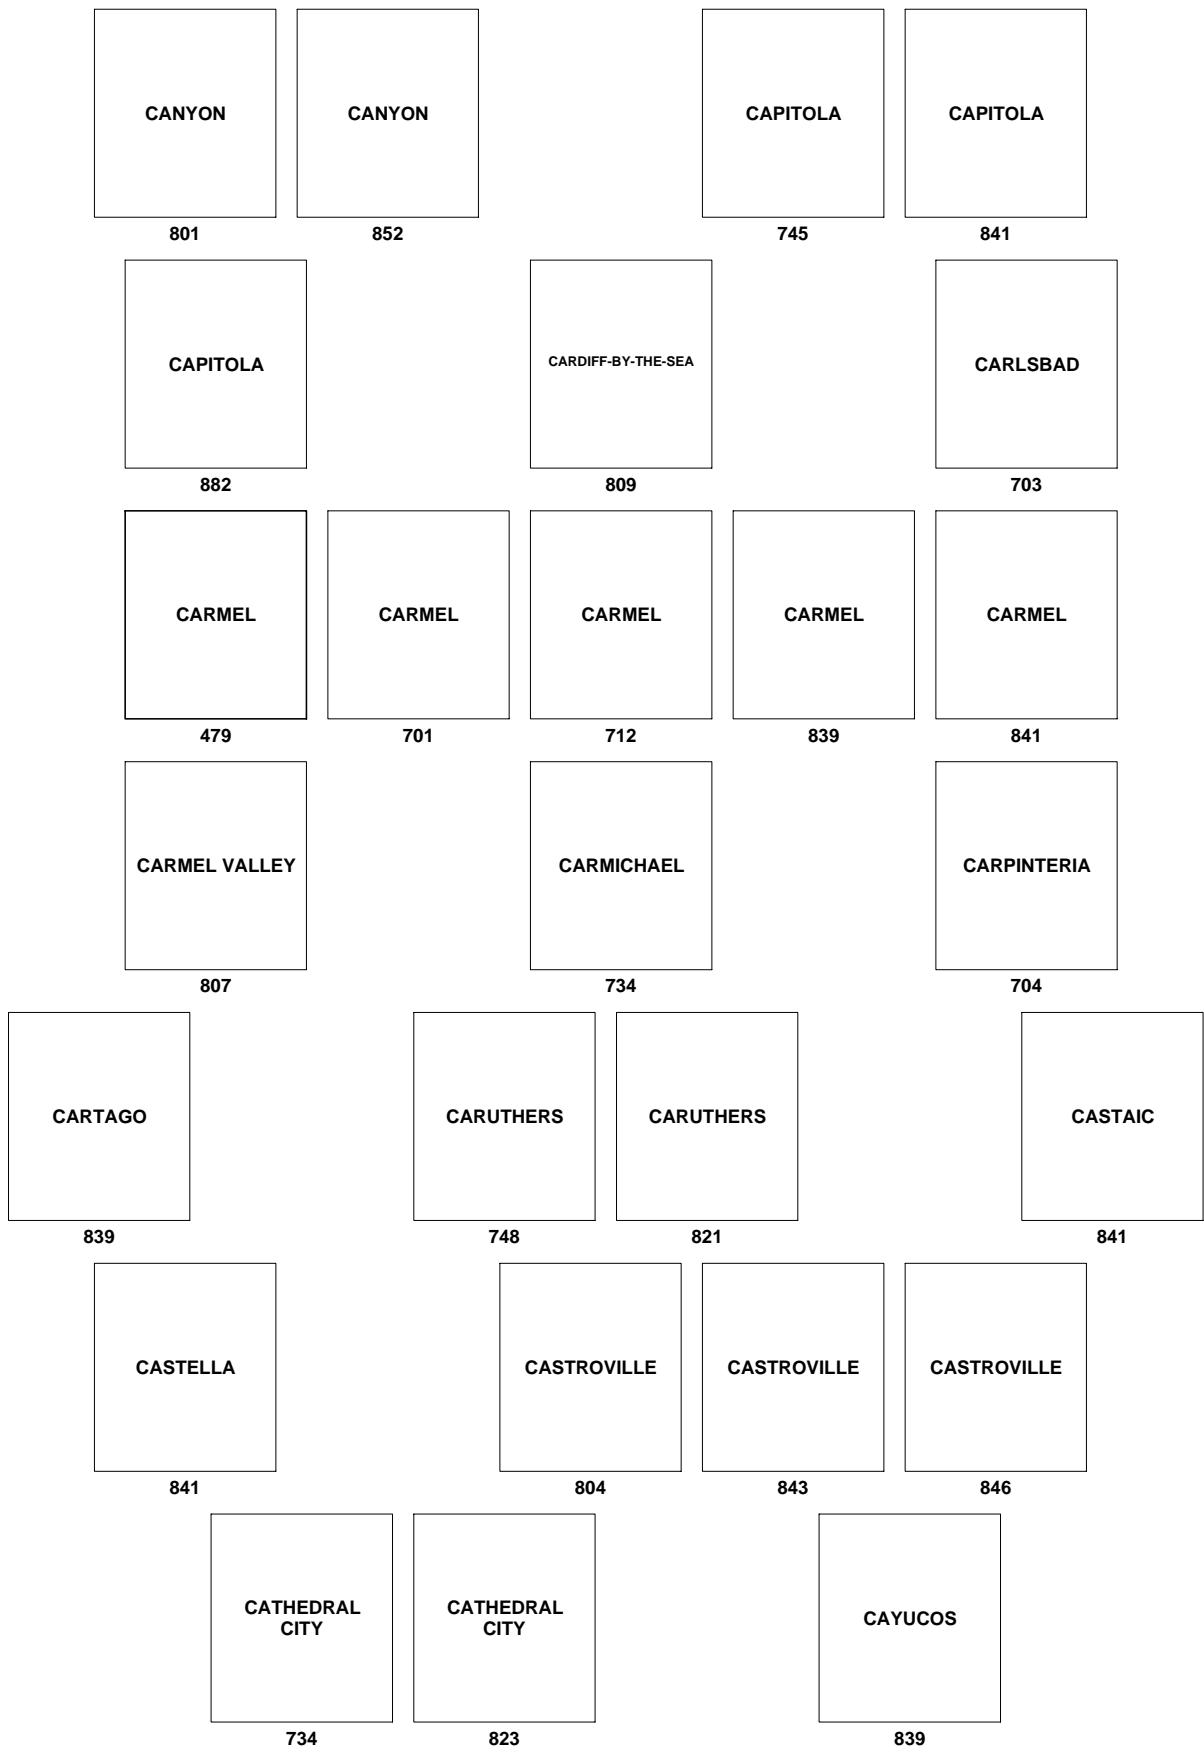 CANYON CANYON CAPITOLA CAPITOLA
801 852 745 841
CAPITOLA CARDIFF-BY-THE-SEA CARLSBAD
882 809 703
CARMEL CARMEL CARMEL CARMEL CARMEL
479 701 712 839 841
CARMEL VALLEY CARMICHAEL CARPINTERIA
807 734 704
CARTAGO CARUTHERS CARUTHERS CASTAIC
839 748 821 841
CASTELLA CASTROVILLE CASTROVILLE CASTROVILLE
841 804 843 846
CATHEDRAL CATHEDRAL
CITY CITY CAYUCOS
734 823 839